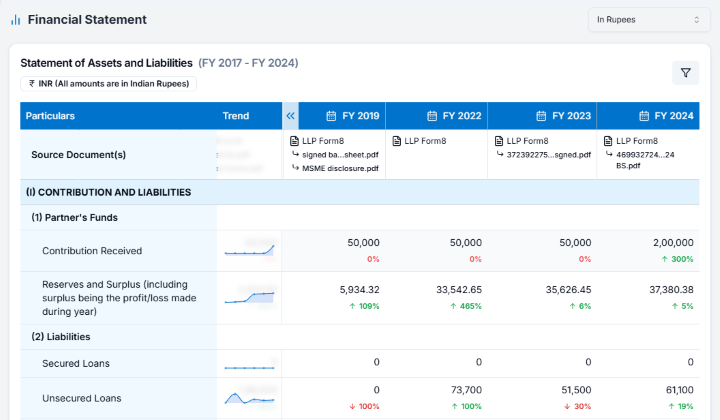 Financial Statement
In Rupees
Statement of Assets and Liabilities (FY 2017 - FY 2024)
₹ INR (All amounts are in Indian Rupees)
Particulars Trend « FY 2019 FY 2022 FY 2023 FY 2024
Source Document(s)
LLP Form8 LLP Form8 LLP Form8 LLP Form8
signed ba...sheet.pdf 372392275...sgned.pdf 469932724...24
MSME disclosure.pdf BS.pdf
(I) CONTRIBUTION AND LIABILITIES
(1) Partner's Funds
Contribution Received 50,000 50,000 50,000 2,00,000
0% 0% 0% ↑ 300%
Reserves and Surplus (including
surplus being the profit/loss made
during year)
5,934.32 33,542.65 35,626.45 37,380.38
↑ 109% ↑ 465% ↑ 6% ↑ 5%
(2) Liabilities
Secured Loans 0 0 0 0
Unsecured Loans 0 73,700 51,500 61,100
↓ 100% ↑ 100% ↓ 30% ↑ 19%